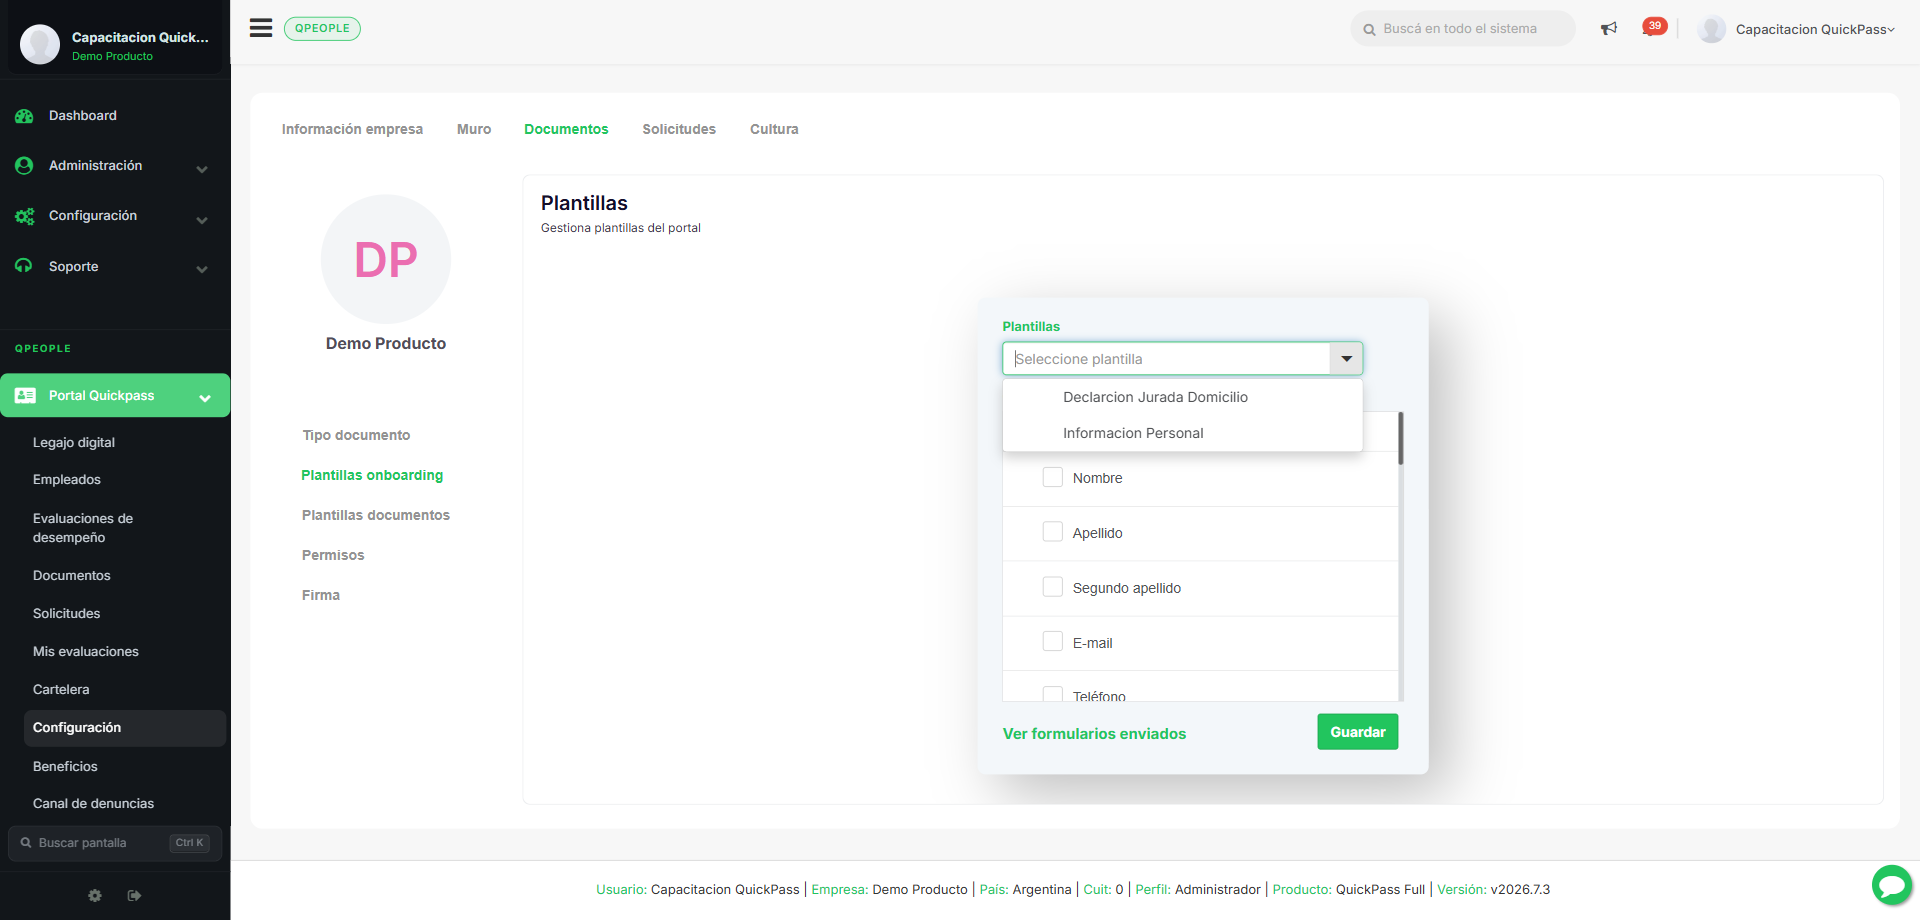 Capacitacion Quick...
Demo Producto
Dashboard
Administración
Configuración
Soporte
QPEOPLE
Portal Quickpass
Legajo digital
Empleados
Evaluaciones de
desempeño
Documentos
Solicitudes
Mis evaluaciones
Cartelera
Configuración
Beneficios
Canal de denuncias
Buscar pantalla
Ctrl K
QPEOPLE
Buscá en todo el sistema
39
Capacitacion QuickPass
Información empresa
Muro
Documentos
Solicitudes
Cultura
DP
Demo Producto
Tipo documento
Plantillas onboarding
Plantillas documentos
Permisos
Firma
Plantillas
Gestiona plantillas del portal
Plantillas
Seleccione plantilla
Declarcion Jurada Domicilio
Informacion Personal
Nombre
Apellido
Segundo apellido
E-mail
Teléfono
Ver formularios enviados
Guardar
Usuario: Capacitacion QuickPass | Empresa: Demo Producto | País: Argentina | Cuit: 0 | Perfil: Administrador | Producto: QuickPass Full | Versión: v2026.7.3